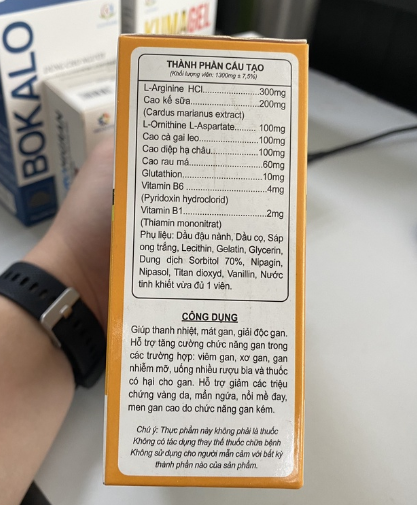 BOKALO
KUMAGEL
THÀNH PHẦN CẤU TẠO
(Khối lượng viên: 1300mg ± 7,5%)
L-Arginine HCl.....................300mg
Cao kế sữa..........................200mg
(Cardus marianus extract)
L-Ornithine L-Aspartate........ 100mg
Cao cà gai leo......................100mg
Cao diệp hạ châu.................100mg
Cao rau má...........................60mg
Glutathion.............................10mg
Vitamin B6 ............................4mg
(Pyridoxin hydroclorid)
Vitamin B1.............................2mg
(Thiamin mononitrat)
Phụ liệu: Dầu đậu nành, Dầu cọ, Sáp
ong trắng, Lecithin, Gelatin, Glycerin,
Dung dịch Sorbitol 70%, Nipagin,
Nipasol, Titan dioxyd, Vanillin, Nước
tinh khiết vừa đủ 1 viên.
CÔNG DỤNG
Giúp thanh nhiệt, mát gan, giải độc gan.
Hỗ trợ tăng cường chức năng gan trong
các trường hợp: viêm gan, xơ gan, gan
nhiễm mỡ, uống nhiều rượu bia và thuốc
có hại cho gan. Hỗ trợ giảm các triệu
chứng vàng da, mẩn ngứa, nổi mề đay,
men gan cao do chức năng gan kém.
Chú ý: Thực phẩm này không phải là thuốc
Không có tác dụng thay thế thuốc chữa bệnh
Không sử dụng cho người mẫn cảm với bất kỳ
thành phần nào của sản phẩm.